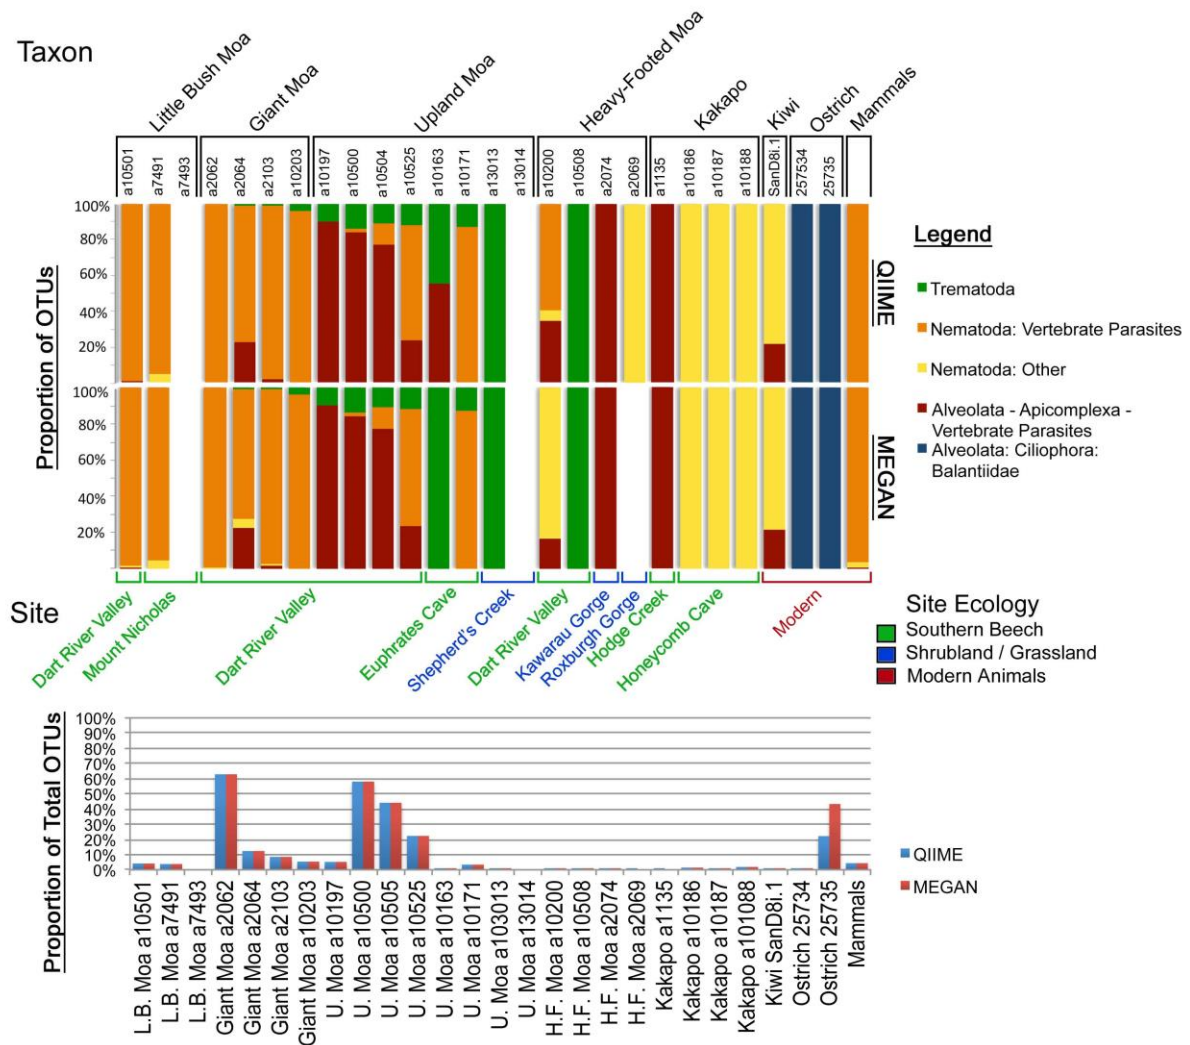 Taxon
Little Bush Moa
Giant Moa
Upland Moa
Heavy-Footed Moa
Kakapo
Kiwi
Ostrich
Mammals
a10501
a7491
a7493
a2062
a2064
a2103
a10203
a10197
a10500
a10504
a10525
a10163
a10171
a13013
a13014
a10200
a10508
a2074
a2069
a1135
a10186
a10187
a10188
SanD8i.1
257534
25735
Proportion of OTUs
100%
80%
60%
40%
20%
QIIME
100%
80%
60%
40%
20%
MEGAN
Legend
Trematoda
Nematoda: Vertebrate Parasites
Nematoda: Other
Alveolata - Apicomplexa -
Vertebrate Parasites
Alveolata: Ciliophora:
Balantiidae
Site
Dart River Valley
Mount Nicholas
Dart River Valley
Euphrates Cave
Shepherd's Creek
Dart River Valley
Kawarau Gorge
Roxburgh Gorge
Hodge Creek
Honeycomb Cave
Modern
Site Ecology
Southern Beech
Shrubland / Grassland
Modern Animals
Proportion of Total OTUs
100%
90%
80%
70%
60%
50%
40%
30%
20%
10%
0%
L.B. Moa a10501
L.B. Moa a7491
L.B. Moa a7493
Giant Moa a2062
Giant Moa a2064
Giant Moa a2103
Giant Moa a10203
U. Moa a10197
U. Moa a10500
U. Moa a10505
U. Moa a10525
U. Moa a10163
U. Moa a10171
U. Moa a103013
U. Moa a13014
H.F. Moa a10200
H.F. Moa a10508
H.F. Moa a2074
H.F. Moa a2069
Kakapo a1135
Kakapo a10186
Kakapo a10187
Kakapo a101088
Kiwi SanD8i.1
Ostrich 25734
Ostrich 25735
Mammals
QIIME
MEGAN